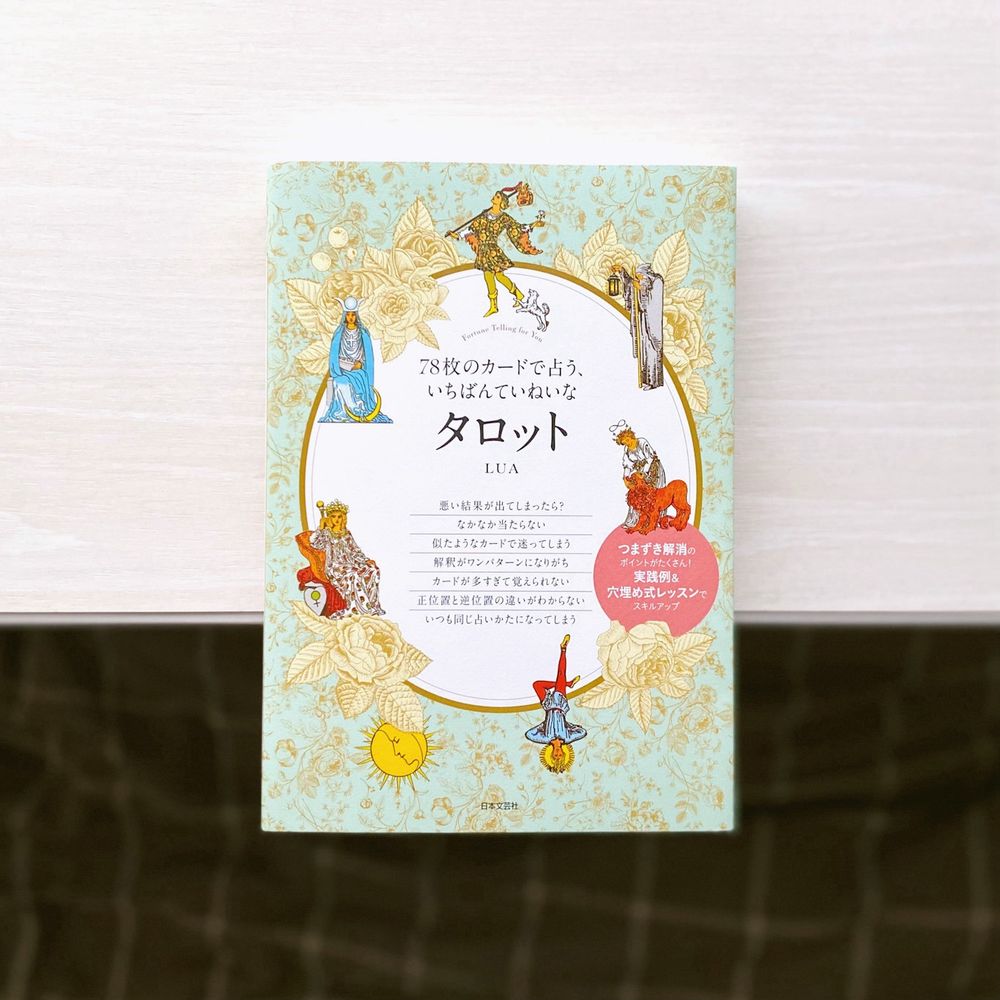 Fortune Telling for You
78枚のカードで占う、
いちばんていねいな
タロット
LUA
悪い結果が出てしまったら?
なかなか当たらない
似たようなカードで迷ってしまう
解釈がワンパターンになりがち
カードが多すぎて覚えられない
正位置と逆位置の違いがわからない
いつも同じ占いかたになってしまう
つまずき解消の
ポイントがたくさん!
実践例&
穴埋め式レッスンで
スキルアップ
日本文芸社